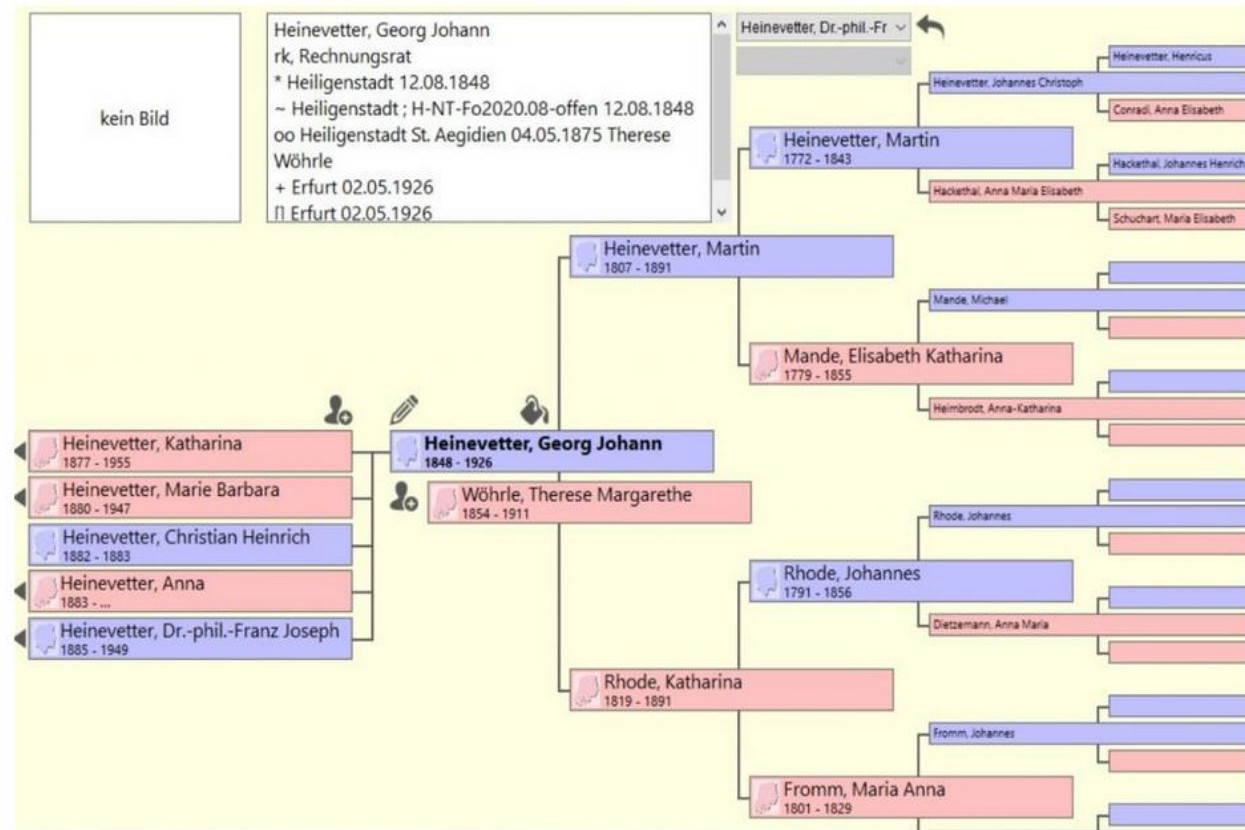 kein Bild
Heinevetter, Georg Johann
rk, Rechnungsrat
* Heiligenstadt 12.08.1848
~ Heiligenstadt ; H-NT-Fo2020.08-offen 12.08.1848
oo Heiligenstadt St. Aegidien 04.05.1875 Therese
Wöhrle
+ Erfurt 02.05.1926
[] Erfurt 02.05.1926
Heinevetter, Dr.-phil.-Fr
Heinevetter, Katharina
1877 - 1955
Heinevetter, Marie Barbara
1880 - 1947
Heinevetter, Christian Heinrich
1882 - 1883
Heinevetter, Anna
1883 - ...
Heinevetter, Dr.-phil.-Franz Joseph
1885 - 1949
Heinevetter, Georg Johann
1848 - 1926
Wöhrle, Therese Margarethe
1854 - 1911
Heinevetter, Martin
1807 - 1891
Rhode, Katharina
1819 - 1891
Heinevetter, Martin
1772 - 1843
Mande, Elisabeth Katharina
1779 - 1855
Rhode, Johannes
1791 - 1856
Fromm, Maria Anna
1801 - 1829
Heinevetter, Johannes Christoph
Hackethal, Anna Maria Elisabeth
Mande, Michael
Heimbrodt, Anna-Katharina
Rhode, Johannes
Dietzemann, Anna Maria
Fromm, Johannes
Heinevetter, Henricus
Conradi, Anna Elisabeth
Hackethal, Johannes Henrich
Schuchart, Maria Elisabeth